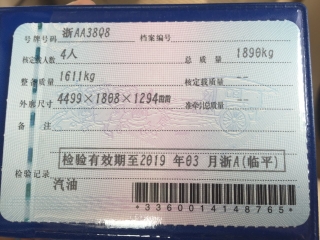 号牌号码 浙AA38Q8 档案编号
核定载人数 4人 总质量 1890kg
整备质量 1611kg 核定载质量 --
外廓尺寸 4499×1808×1294mm 准牵引总质量 --
备注
检验有效期至2019年03月浙A(临平)
检验记录
汽油
*3360014148765*